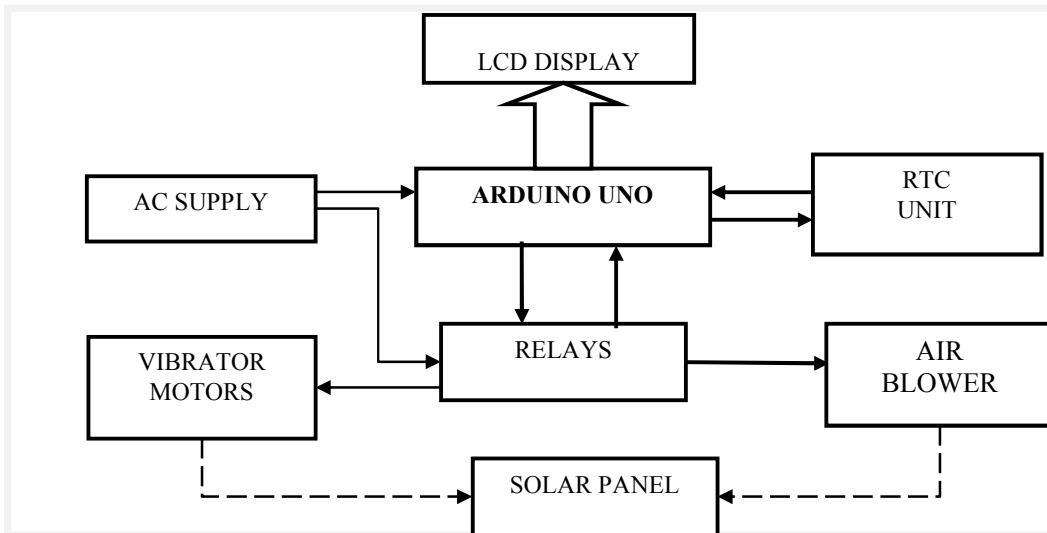 LCD DISPLAY
AC SUPPLY
ARDUINO UNO
RTC
UNIT
VIBRATOR
MOTORS
RELAYS
AIR
BLOWER
SOLAR PANEL